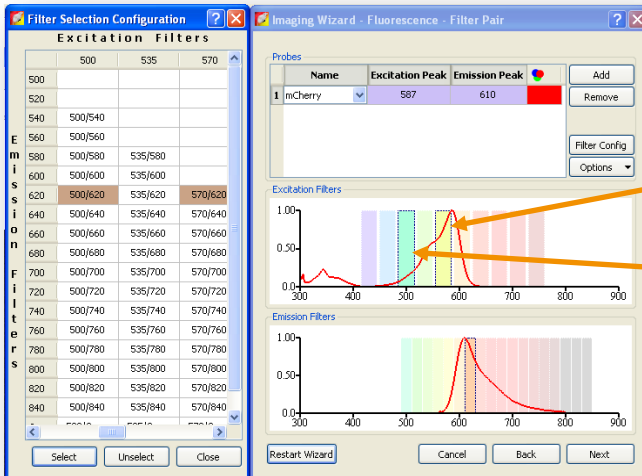 Filter Selection Configuration
Excitation Filters
500 535 570
500
520
540 500/540
560 500/560
580 500/580 535/580
600 500/600 535/600
620 500/620 535/620 570/620
640 500/640 535/640 570/640
660 500/660 535/660 570/660
680 500/680 535/680 570/680
700 500/700 535/700 570/700
720 500/720 535/720 570/720
740 500/740 535/740 570/740
760 500/760 535/760 570/760
780 500/780 535/780 570/780
800 500/800 535/800 570/800
820 500/820 535/820 570/820
840 500/840 535/840 570/840
Emission Filters
Select Unselect Close
Imaging Wizard - Fluorescence - Filter Pair
Probes
Name Excitation Peak Emission Peak
1 mCherry 587 610
Add
Remove
Filter Config
Options
Excitation Filters
1.00
0.50
0.0
300 400 500 600 700 800 900
Emission Filters
1.00
0.50
0.0
300 400 500 600 700 800 900
Restart Wizard Cancel Back Next